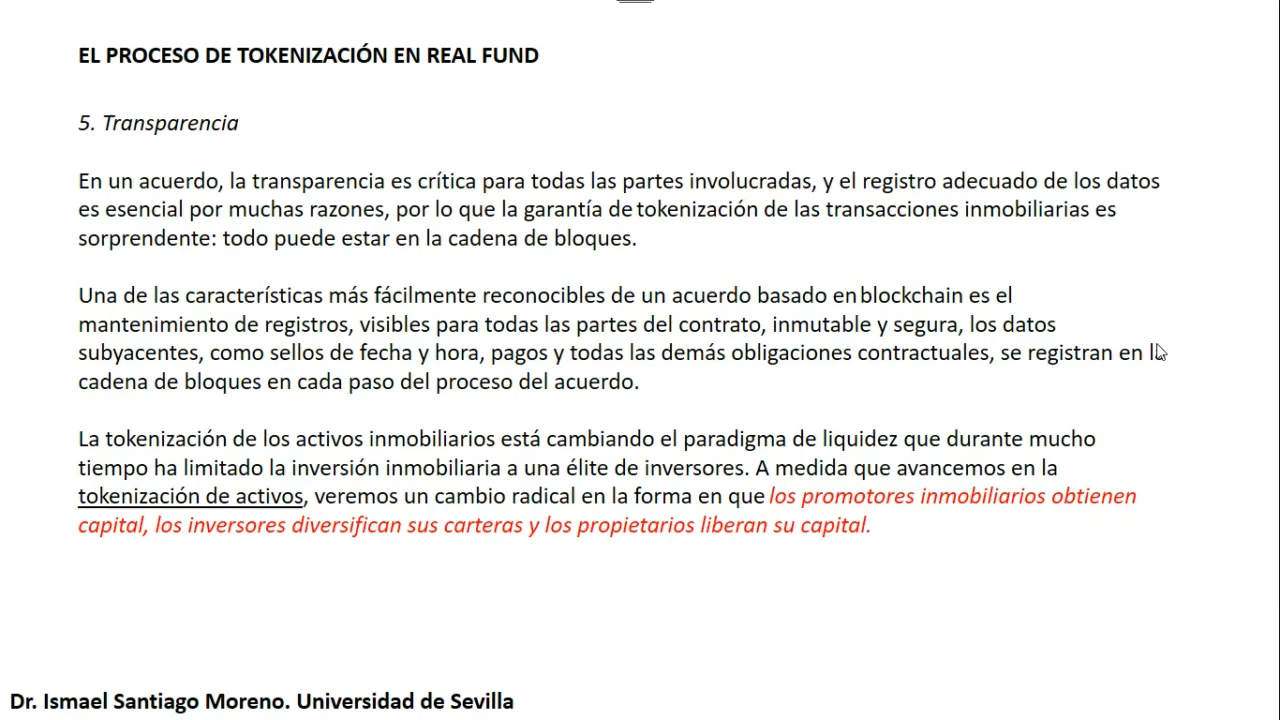 EL PROCESO DE TOKENIZACIÓN EN REAL FUND
5. Transparencia
En un acuerdo, la transparencia es crítica para todas las partes involucradas, y el registro adecuado de los datos
es esencial por muchas razones, por lo que la garantía de tokenización de las transacciones inmobiliarias es
sorprendente: todo puede estar en la cadena de bloques.
Una de las características más fácilmente reconocibles de un acuerdo basado en blockchain es el
mantenimiento de registros, visibles para todas las partes del contrato, inmutable y segura, los datos
subyacentes, como sellos de fecha y hora, pagos y todas las demás obligaciones contractuales, se registran en la
cadena de bloques en cada paso del proceso del acuerdo.
La tokenización de los activos inmobiliarios está cambiando el paradigma de liquidez que durante mucho
tiempo ha limitado la inversión inmobiliaria a una élite de inversores. A medida que avancemos en la
tokenización de activos, veremos un cambio radical en la forma en que los promotores inmobiliarios obtienen
capital, los inversores diversifican sus carteras y los propietarios liberan su capital.
Dr. Ismael Santiago Moreno. Universidad de Sevilla